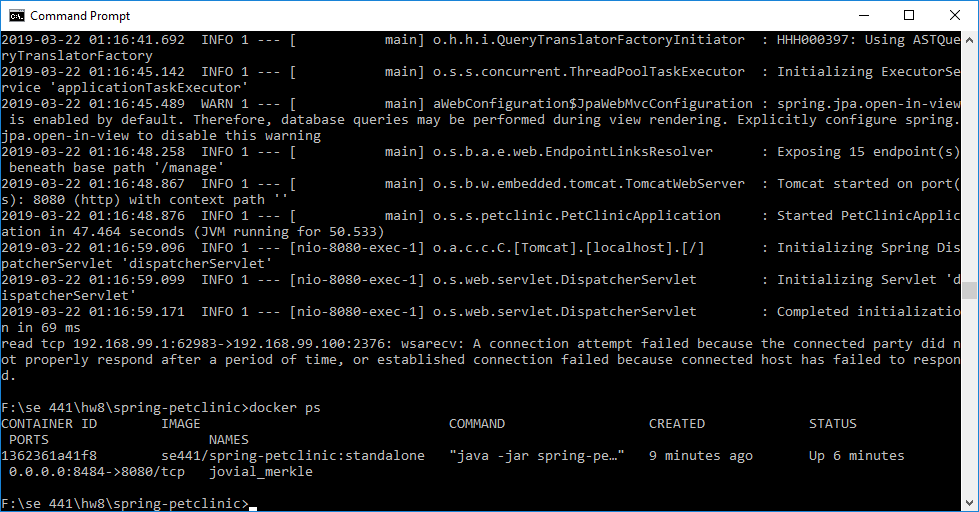 Command Prompt
2019-03-22 01:16:41.692  INFO 1 --- [           main] o.h.h.i.QueryTranslatorFactoryInitiator  : HHH000397: Using ASTQue
ryTranslatorFactory
2019-03-22 01:16:45.142  INFO 1 --- [           main] o.s.s.concurrent.ThreadPoolTaskExecutor  : Initializing ExecutorSe
rvice 'applicationTaskExecutor'
2019-03-22 01:16:45.489  WARN 1 --- [           main] aWebConfiguration$JpaWebMvcConfiguration : spring.jpa.open-in-view
 is enabled by default. Therefore, database queries may be performed during view rendering. Explicitly configure spring.
jpa.open-in-view to disable this warning
2019-03-22 01:16:48.258  INFO 1 --- [           main] o.s.b.a.e.web.EndpointLinksResolver      : Exposing 15 endpoint(s)
 beneath base path '/manage'
2019-03-22 01:16:48.867  INFO 1 --- [           main] o.s.b.w.embedded.tomcat.TomcatWebServer  : Tomcat started on port(
s): 8080 (http) with context path ''
2019-03-22 01:16:48.876  INFO 1 --- [           main] o.s.s.petclinic.PetClinicApplication     : Started PetClinicApplic
ation in 47.464 seconds (JVM running for 50.533)
2019-03-22 01:16:59.096  INFO 1 --- [nio-8080-exec-1] o.a.c.c.C.[Tomcat].[localhost].[/]       : Initializing Spring Dis
patcherServlet 'dispatcherServlet'
2019-03-22 01:16:59.099  INFO 1 --- [nio-8080-exec-1] o.s.web.servlet.DispatcherServlet        : Initializing Servlet 'd
ispatcherServlet'
2019-03-22 01:16:59.171  INFO 1 --- [nio-8080-exec-1] o.s.web.servlet.DispatcherServlet        : Completed initializatio
n in 69 ms
read tcp 192.168.99.1:62983->192.168.99.100:2376: wsarecv: A connection attempt failed because the connected party did n
ot properly respond after a period of time, or established connection failed because connected host has failed to respon
d.
F:\se 441\hw8\spring-petclinic>docker ps
CONTAINER ID        IMAGE                               COMMAND                  CREATED             STATUS
 PORTS                    NAMES
1362361a41f8        se441/spring-petclinic:standalone   "java -jar spring-pe…"   9 minutes ago       Up 6 minutes
 0.0.0.0:8484->8080/tcp   jovial_merkle
F:\se 441\hw8\spring-petclinic>